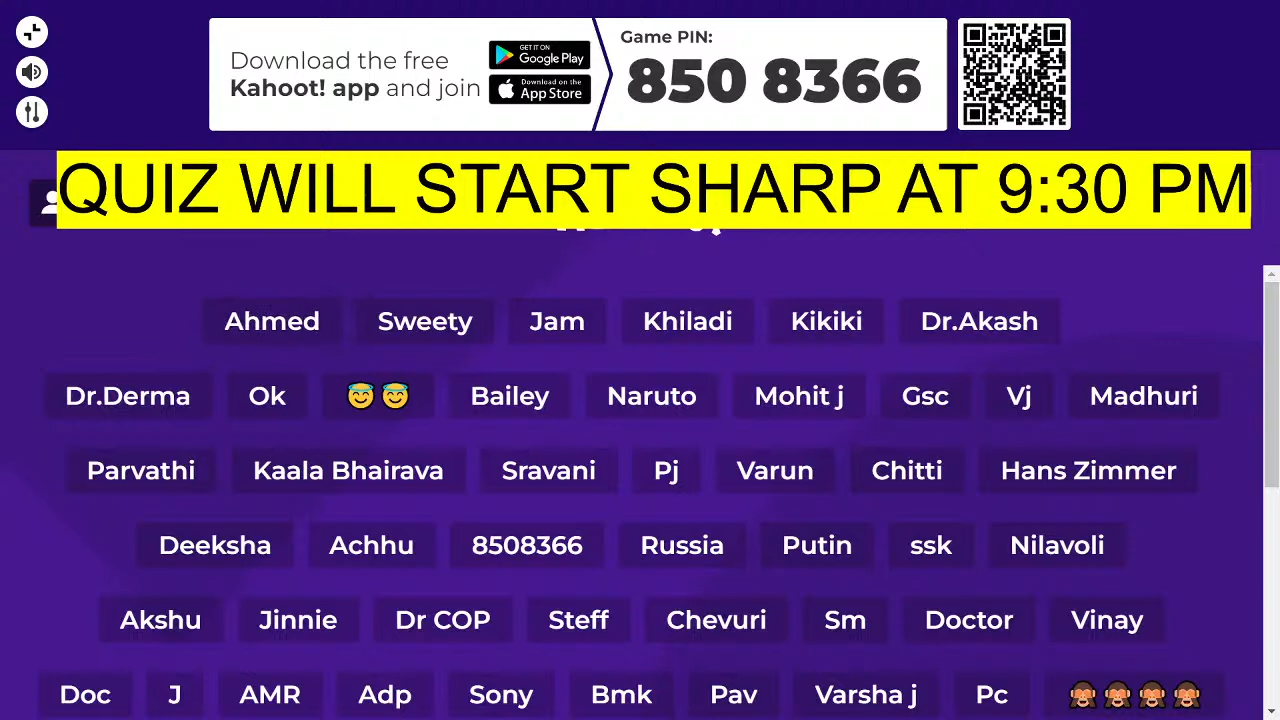 Download the free
Kahoot! app and join
GET IT ON
Google Play
Download on the
App Store
Game PIN:
850 8366
QUIZ WILL START SHARP AT 9:30 PM
Ahmed Sweety Jam Khiladi Kikiki Dr.Akash
Dr.Derma Ok 😇😇 Bailey Naruto Mohit j Gsc Vj Madhuri
Parvathi Kaala Bhairava Sravani Pj Varun Chitti Hans Zimmer
Deeksha Achhu 8508366 Russia Putin ssk Nilavoli
Akshu Jinnie Dr COP Steff Chevuri Sm Doctor Vinay
Doc J AMR Adp Sony Bmk Pav Varsha j Pc 🙈🙈🙈🙈